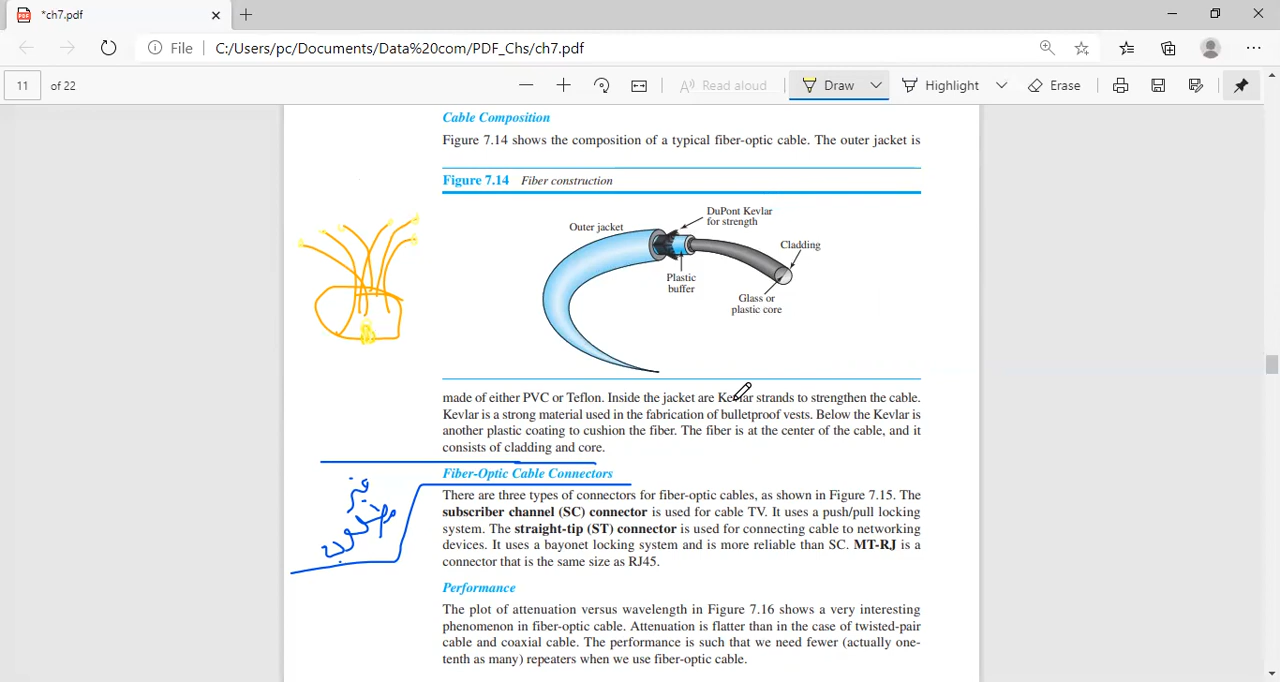 *ch7.pdf
File C:/Users/pc/Documents/Data%20com/PDF_Chs/ch7.pdf
11 of 22 Read aloud Draw Highlight Erase
Cable Composition
Figure 7.14 shows the composition of a typical fiber-optic cable. The outer jacket is
Figure 7.14 Fiber construction
DuPont Kevlar
for strength
Outer jacket
Cladding
Plastic
buffer
Glass or
plastic core
made of either PVC or Teflon. Inside the jacket are Kevlar strands to strengthen the cable.
Kevlar is a strong material used in the fabrication of bulletproof vests. Below the Kevlar is
another plastic coating to cushion the fiber. The fiber is at the center of the cable, and it
consists of cladding and core.
Fiber-Optic Cable Connectors
غير
مطلوب
There are three types of connectors for fiber-optic cables, as shown in Figure 7.15. The
subscriber channel (SC) connector is used for cable TV. It uses a push/pull locking
system. The straight-tip (ST) connector is used for connecting cable to networking
devices. It uses a bayonet locking system and is more reliable than SC. MT-RJ is a
connector that is the same size as RJ45.
Performance
The plot of attenuation versus wavelength in Figure 7.16 shows a very interesting
phenomenon in fiber-optic cable. Attenuation is flatter than in the case of twisted-pair
cable and coaxial cable. The performance is such that we need fewer (actually one-
tenth as many) repeaters when we use fiber-optic cable.